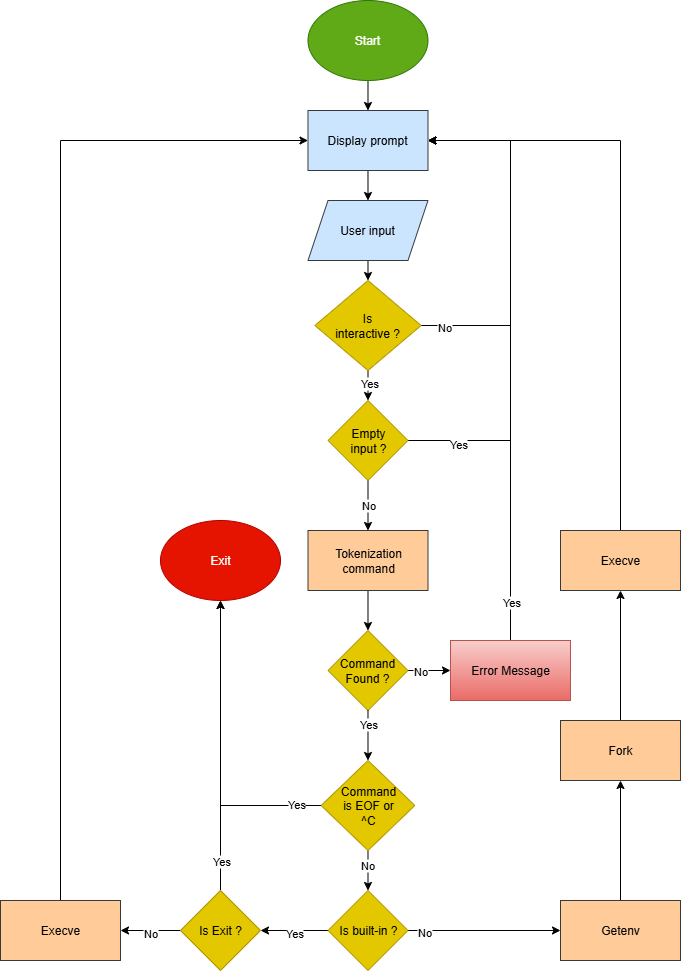 Start
Display prompt
User input
Is
interactive ?
No
Yes
Empty
input ?
Yes
No
Exit
Tokenization
command
Execve
Yes
Command
Found ?
No
Error Message
Yes
Fork
Command
is EOF or
^C
Yes
Yes
No
Execve
No
Is Exit ?
Yes
Is built-in ?
No
Getenv